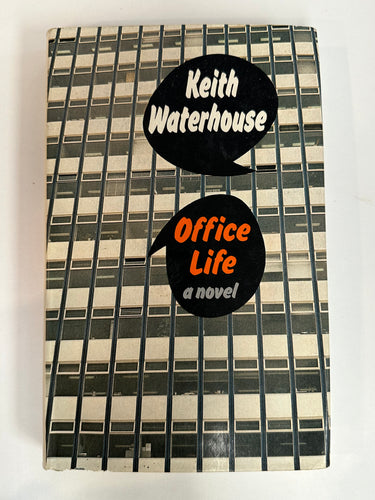 Keith
Waterhouse
Office
Life
a novel